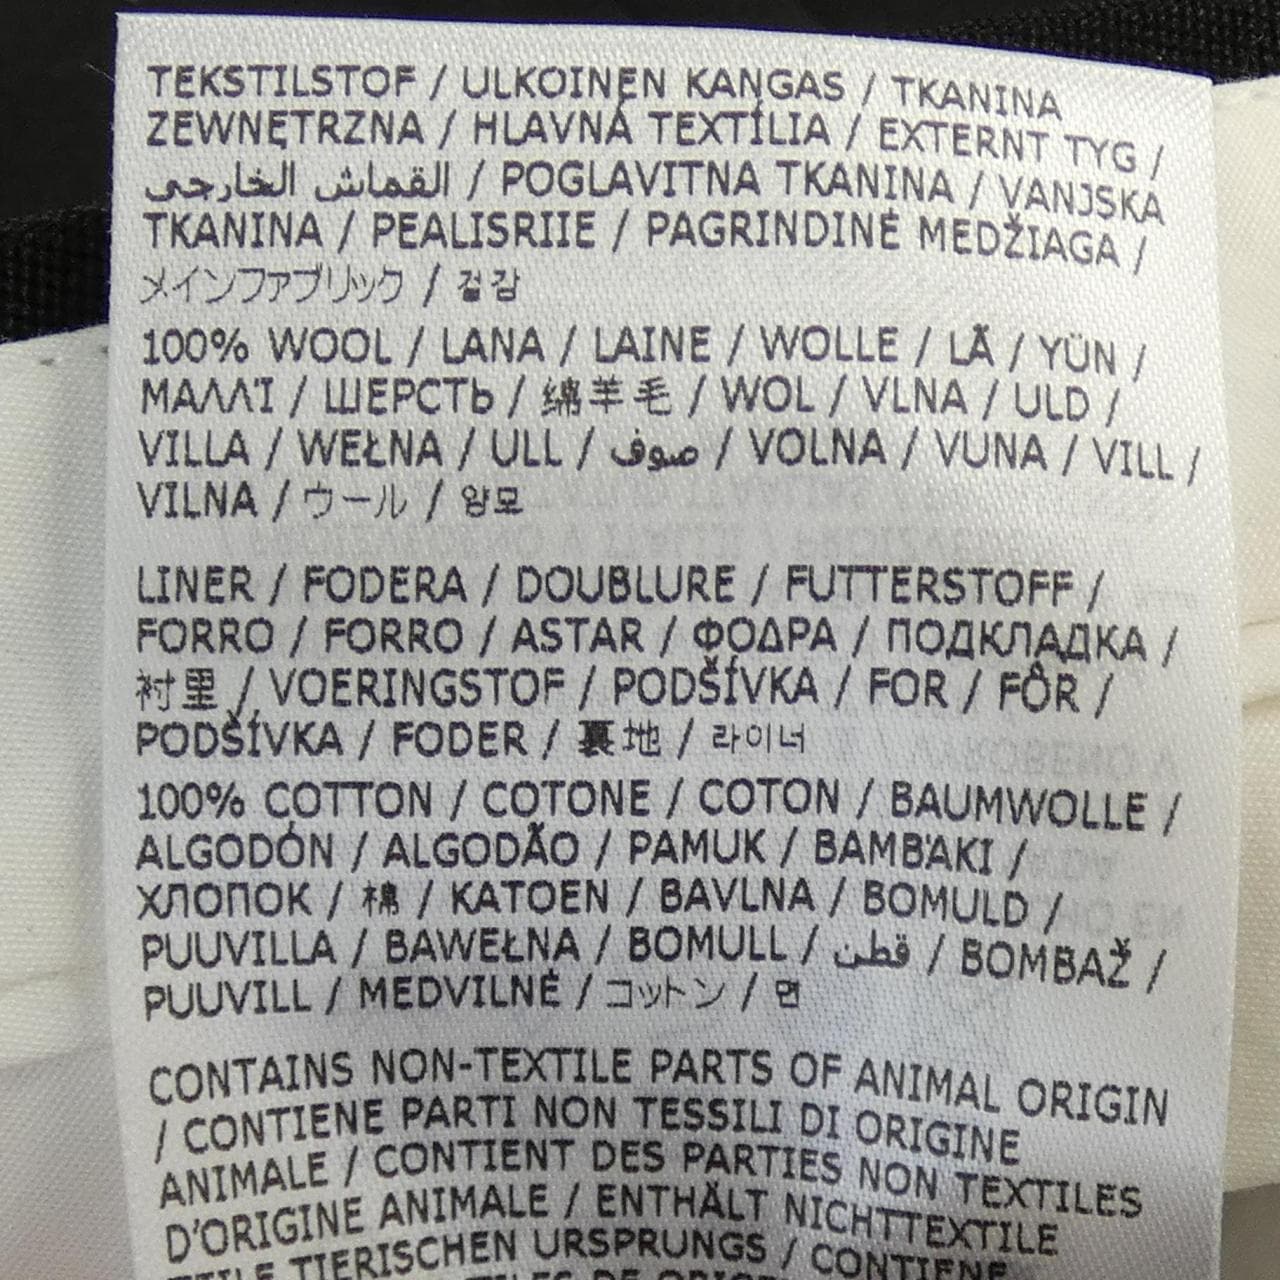 TEKSTILSTOF / ULKOINEN KANGAS / TKANINA
ZEWNĘTRZNA / HLAVNÁ TEXTÍLIA / EXTERNT TYG /
القماش الخارجي / POGLAVITNA TKANINA / VANJSKA
TKANINA / PEALISRIIE / PAGRINDINĖ MEDŽIAGA /
メインファブリック / 겉감
100% WOOL / LANA / LAINE / WOLLE / LÃ / YÜN /
ΜΑΛΛΊ / ШЕРСТЬ / 绵羊毛 / WOL / VLNA / ULD /
VILLA / WEŁNA / ULL / صوف / VOLNA / VUNA / VILL /
VILNA / ウール / 양모
LINER / FODERA / DOUBLURE / FUTTERSTOFF /
FORRO / FORRO / ASTAR / ΦΟΔΡΑ / ПОДКЛАДКА /
衬里 / VOERINGSTOF / PODŠÍVKA / FOR / FÔR /
PODŠÍVKA / FODER / 裏地 / 라이너
100% COTTON / COTONE / COTON / BAUMWOLLE /
ALGODÓN / ALGODÃO / PAMUK / ΒΑΜΒΆΚΙ /
ХЛОПОК / 棉 / KATOEN / BAVLNA / BOMULD /
PUUVILLA / BAWEŁNA / BOMULL / قطن / BOMBAŽ /
PUUVILL / MEDVILNĖ / コットン / 면
CONTAINS NON-TEXTILE PARTS OF ANIMAL ORIGIN
/ CONTIENE PARTI NON TESSILI DI ORIGINE
ANIMALE / CONTIENT DES PARTIES NON TEXTILES
D'ORIGINE ANIMALE / ENTHÄLT NICHTTEXTILE
TIERISCHEN URSPRUNGS / CONTIENE